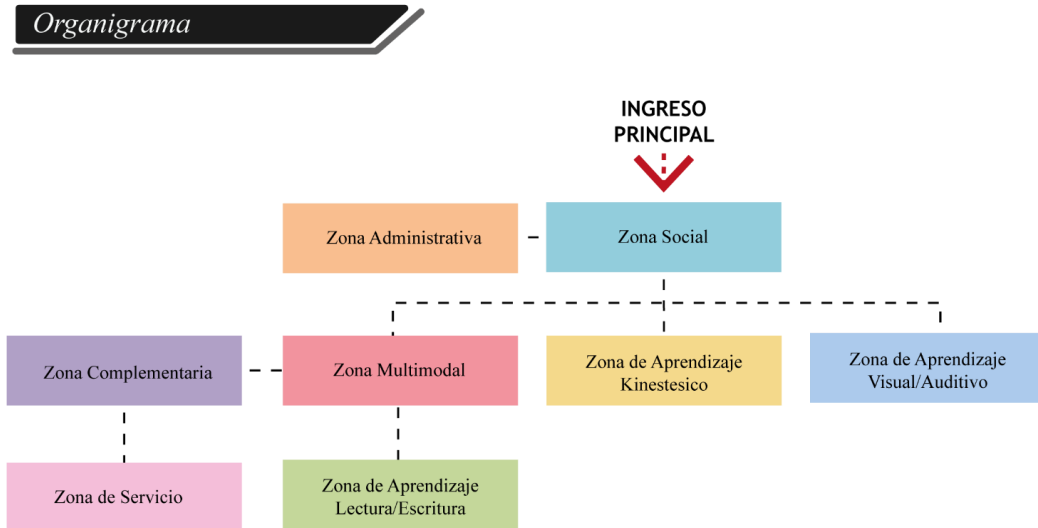 Organigrama
INGRESO
PRINCIPAL
Zona Administrativa
Zona Social
Zona Complementaria
Zona Multimodal
Zona de Aprendizaje
Kinestesico
Zona de Aprendizaje
Visual/Auditivo
Zona de Servicio
Zona de Aprendizaje
Lectura/Escritura